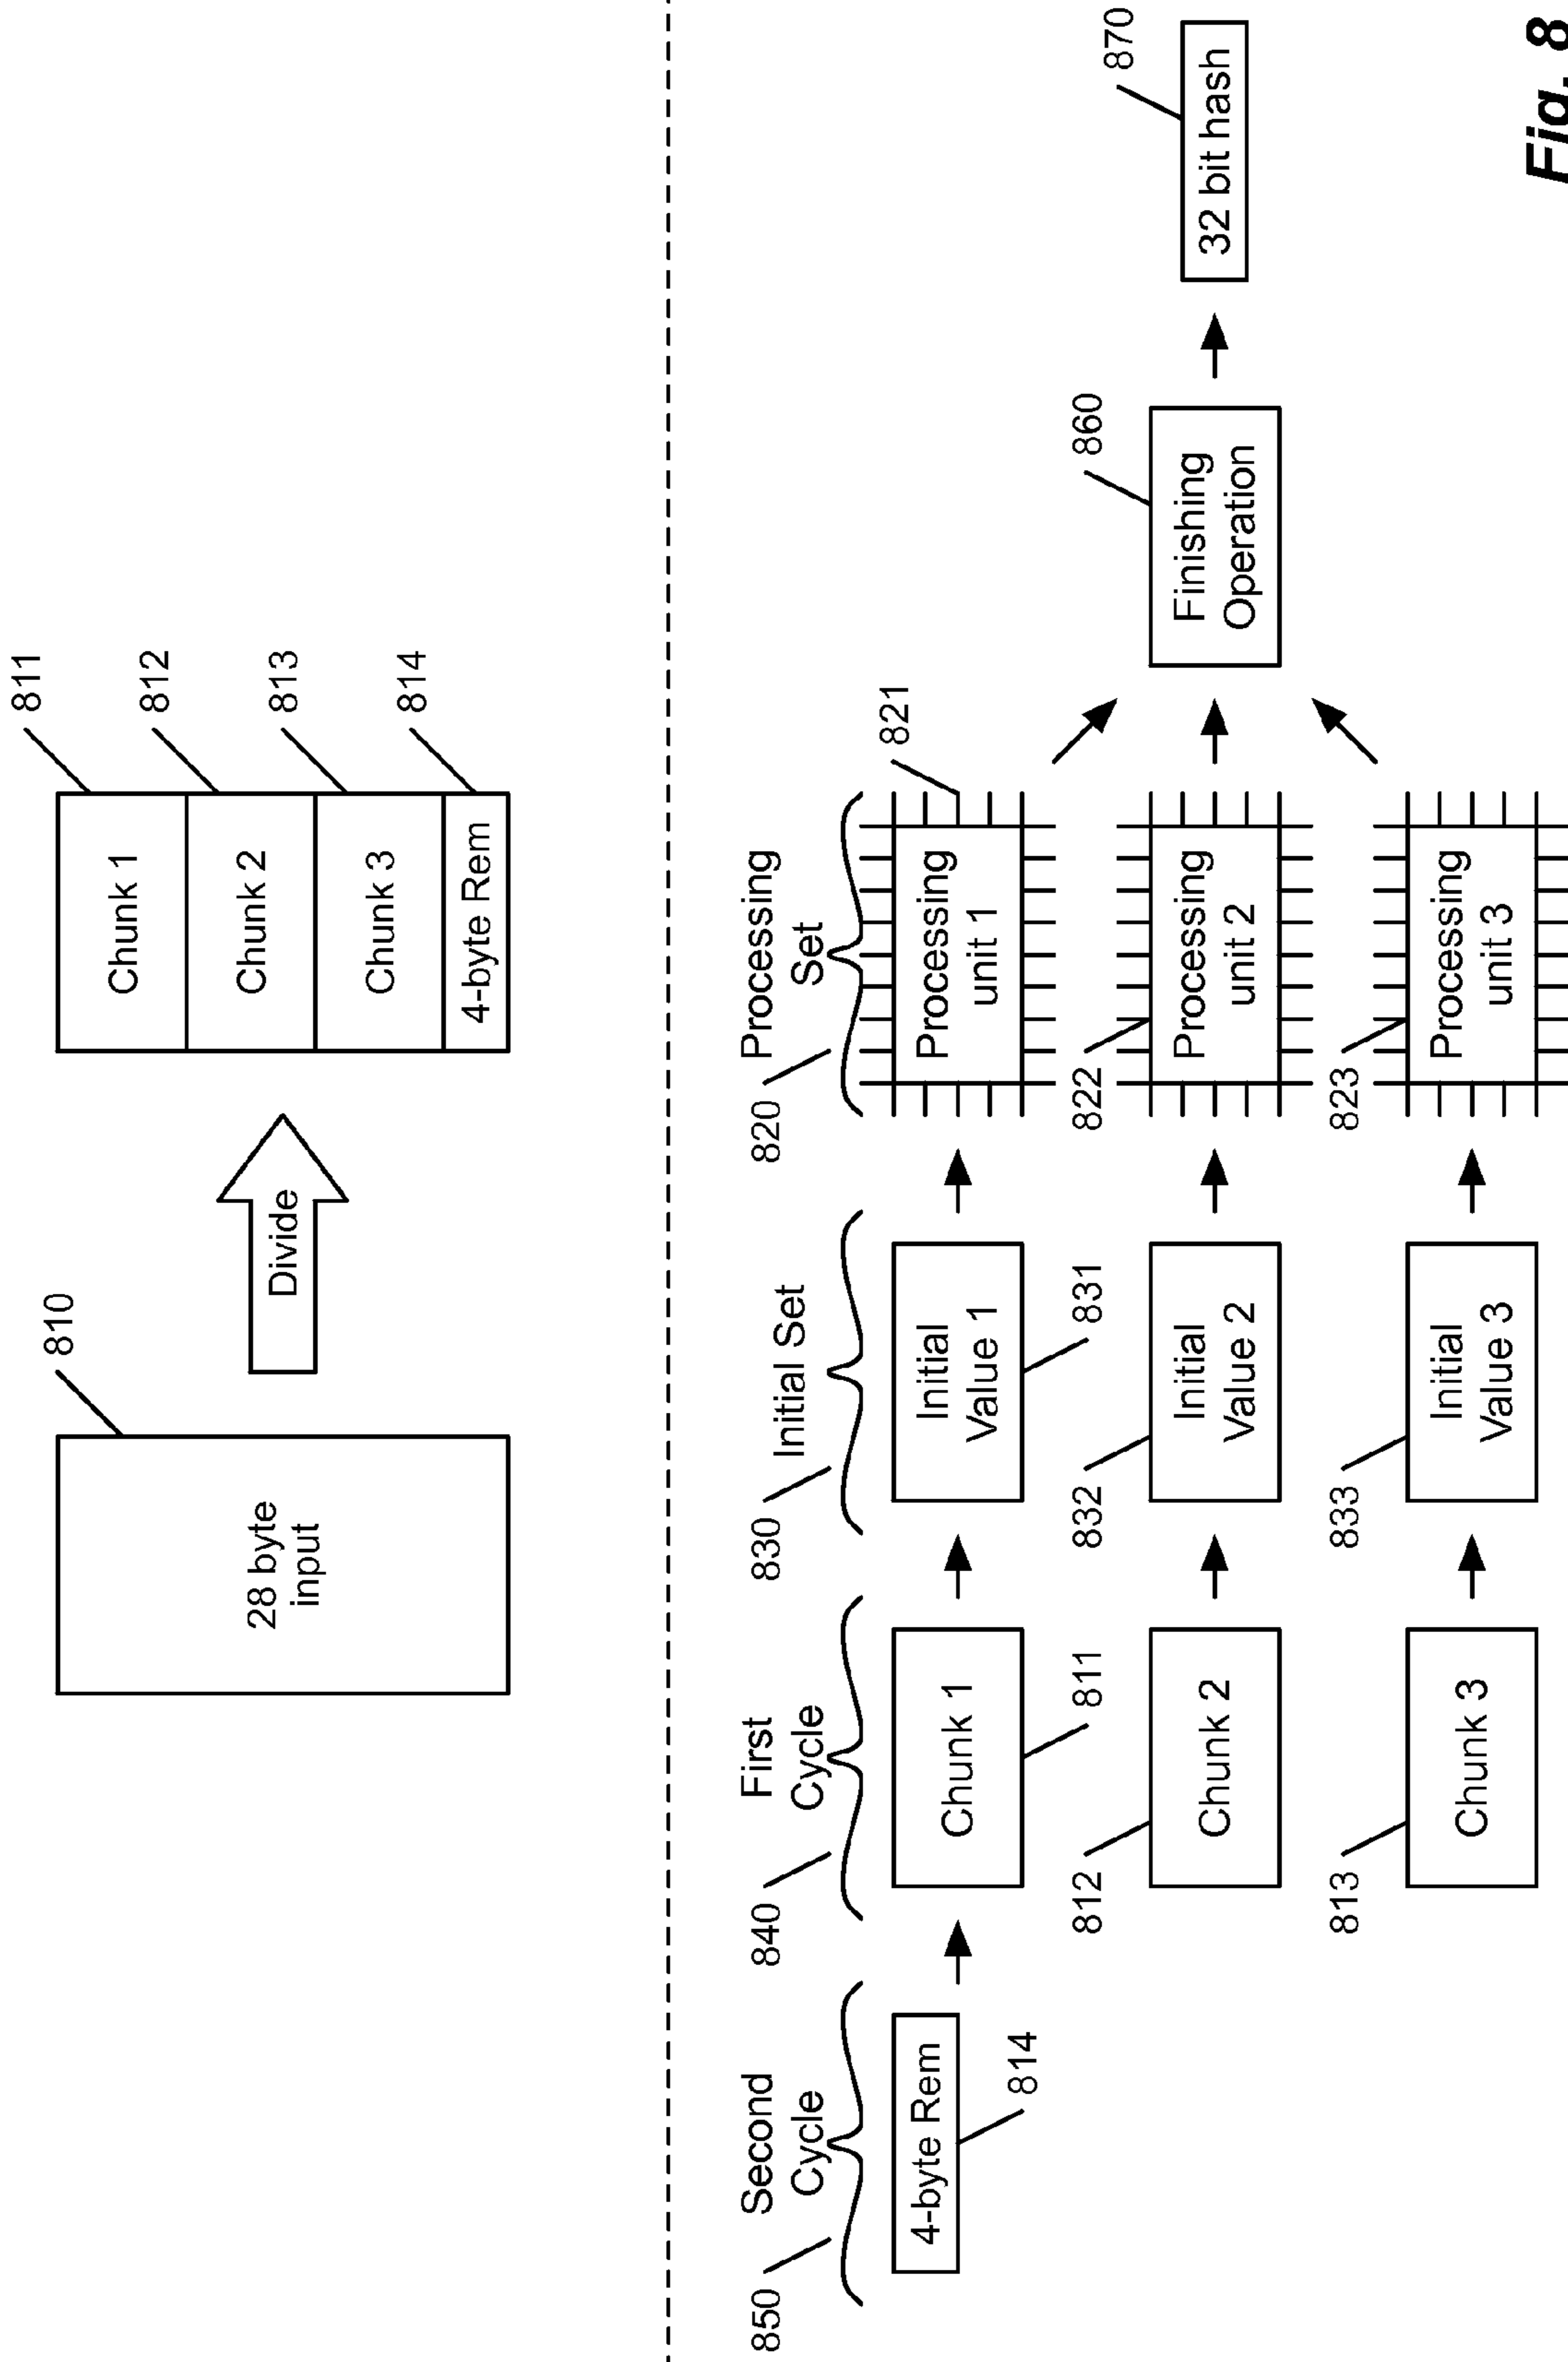 810
28 byte
input
Divide
811
Chunk 1
812
Chunk 2
813
Chunk 3
814
4-byte Rem
850
Second
Cycle
840
First
Cycle
830
Initial Set
820
Processing
Set
4-byte Rem
814
Chunk 1
811
Initial
Value 1
831
Processing
unit 1
821
812
Chunk 2
832
Initial
Value 2
822
Processing
unit 2
860
Finishing
Operation
870
32 bit hash
813
Chunk 3
833
Initial
Value 3
823
Processing
unit 3
Fig. 8